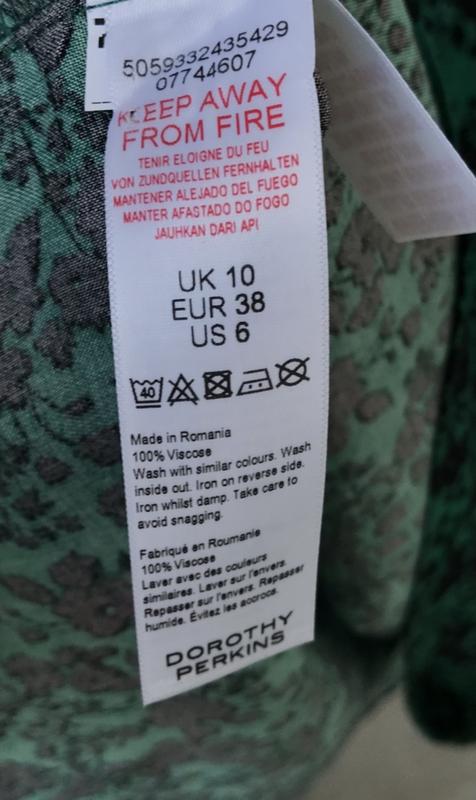 5059332435429
07744607
KEEP AWAY
FROM FIRE
TENIR ELOIGNE DU FEU
VON ZUNDQUELLEN FERNHALTEN
MANTENER ALEJADO DEL FUEGO
MANTER AFASTADO DO FOGO
JAUHKAN DARI API
UK 10
EUR 38
US 6
40
Made in Romania
100% Viscose
Wash with similar colours. Wash
inside out. Iron on reverse side.
Iron whilst damp. Take care to
avoid snagging.
Fabriqué en Roumanie
100% Viscose
Laver avec des couleurs
similaires. Laver sur l'envers.
Repasser sur l'envers. Repasser
humide. Évitez les accrocs.
DOROTHY
PERKINS